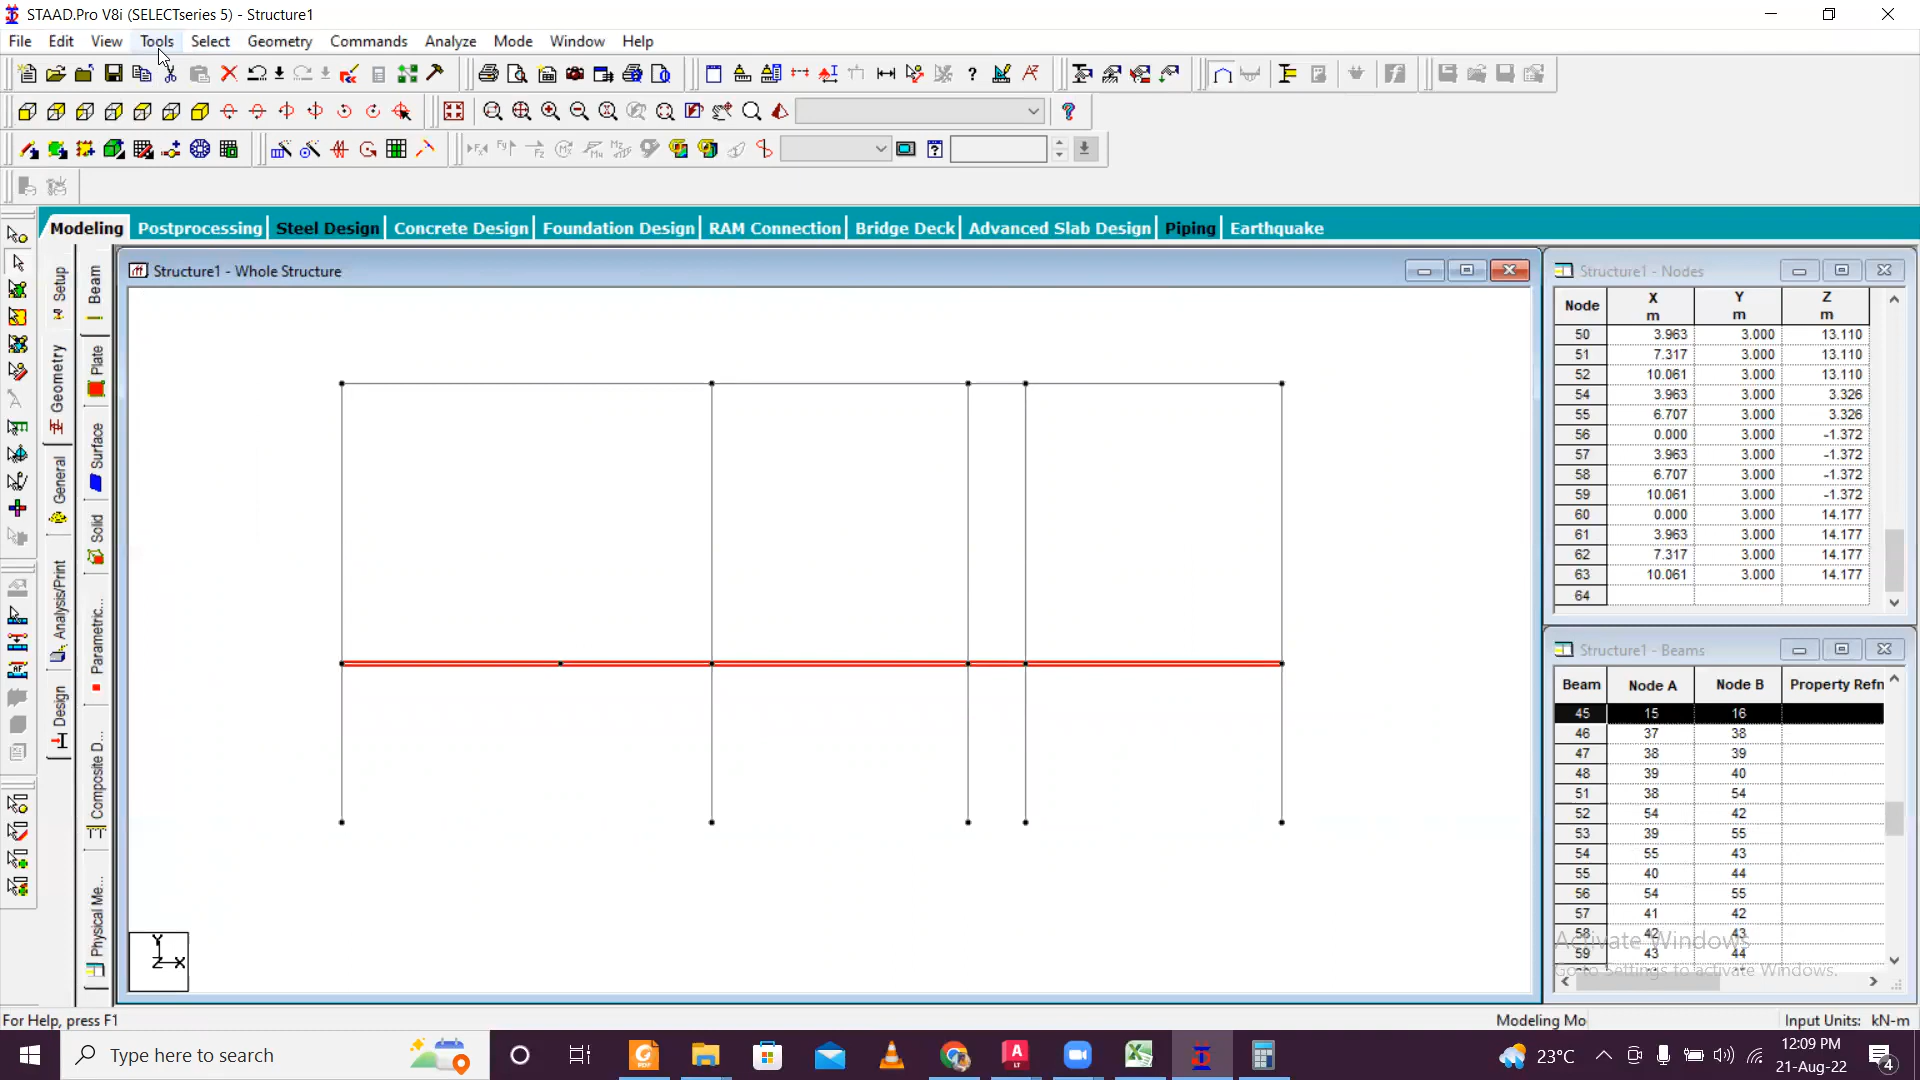 STAAD.Pro V8i (SELECTseries 5) - Structure1
File Edit View Tools Select Geometry Commands Analyze Mode Window Help
Modeling Postprocessing Steel Design Concrete Design Foundation Design RAM Connection Bridge Deck Advanced Slab Design Piping Earthquake
Setup
Geometry
General
Analysis/Print
Design
Beam
Plate
Surface
Solid
Parametric...
Composite D...
Physical Me...
Structure1 - Whole Structure
Y
Z X
Structure1 - Nodes
Node X m Y m Z m
50 3.963 3.000 13.110
51 7.317 3.000 13.110
52 10.061 3.000 13.110
54 3.963 3.000 3.326
55 6.707 3.000 3.326
56 0.000 3.000 -1.372
57 3.963 3.000 -1.372
58 6.707 3.000 -1.372
59 10.061 3.000 -1.372
60 0.000 3.000 14.177
61 3.963 3.000 14.177
62 7.317 3.000 14.177
63 10.061 3.000 14.177
64
Structure1 - Beams
Beam Node A Node B Property Refn
45 15 16
46 37 38
47 38 39
48 39 40
51 38 54
52 54 42
53 39 55
54 55 43
55 40 44
56 54 55
57 41 42
58 42 43
59 43 44
Activate Windows
Go to Settings to activate Windows.
For Help, press F1
Modeling Mo
Input Units: kN-m
Type here to search
23°C
12:09 PM
21-Aug-22
4